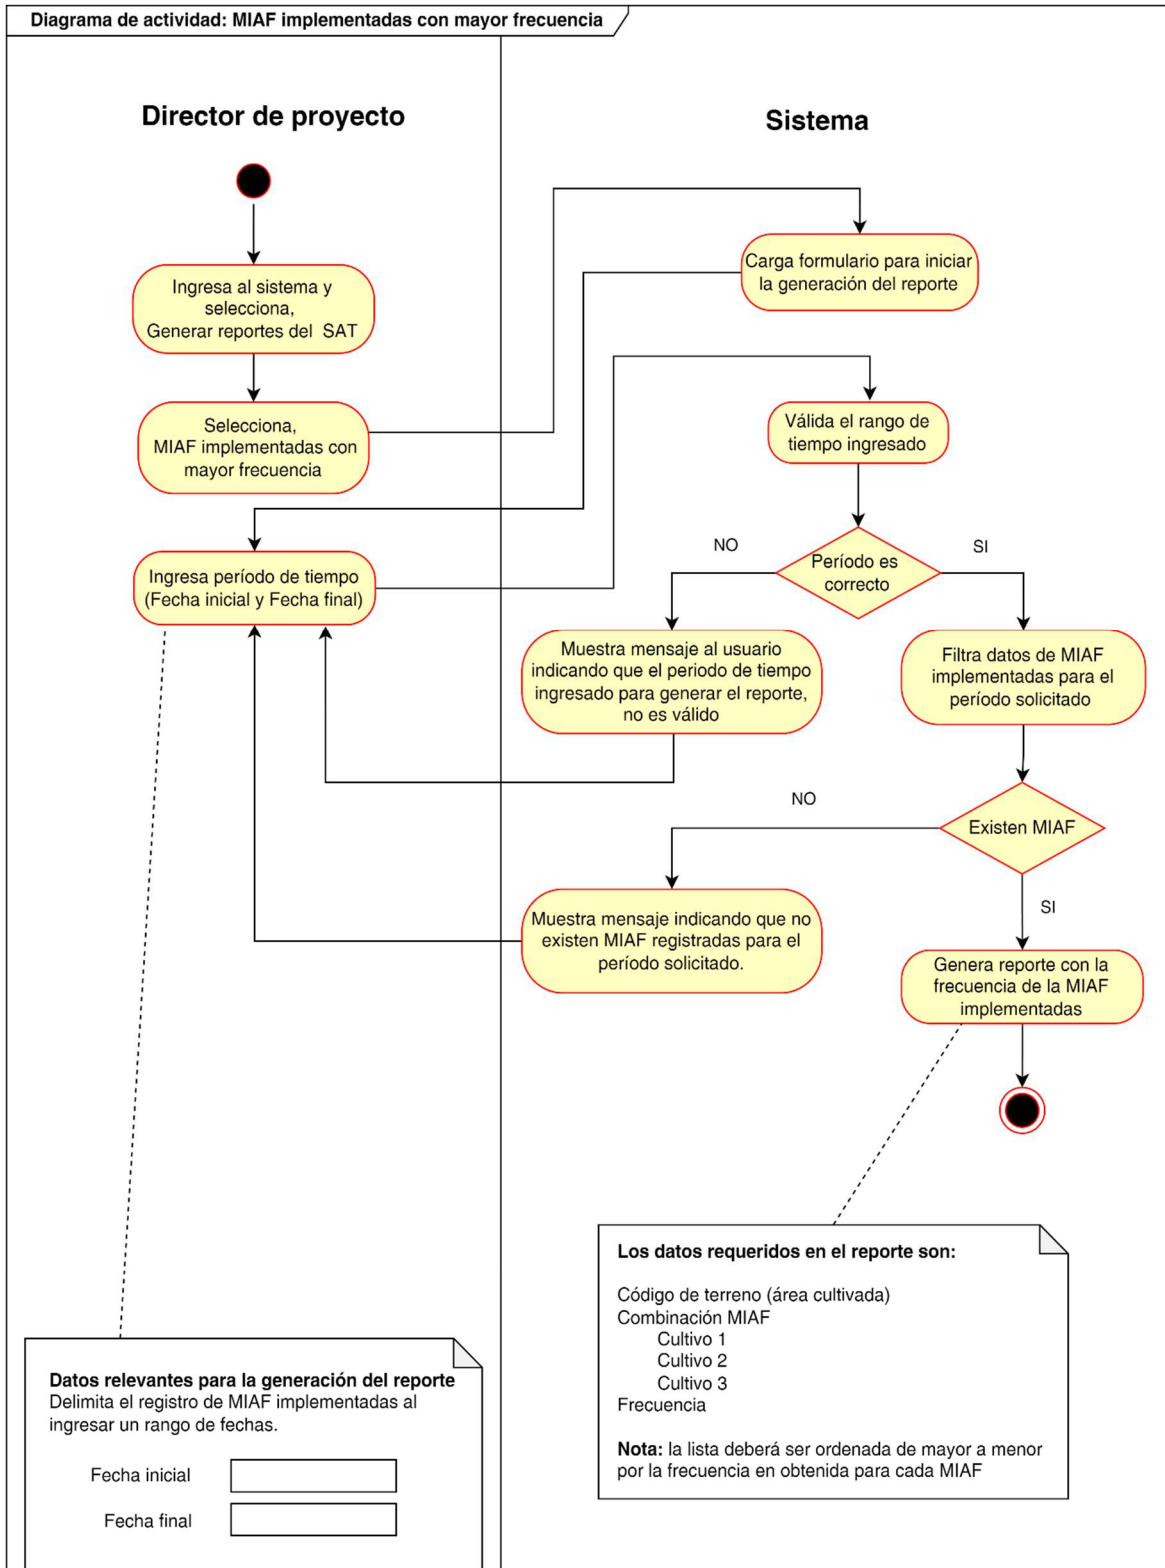 Diagrama de actividad: MIAF implementadas con mayor frecuencia
Director de proyecto
Sistema
Ingresa al sistema y
selecciona,
Generar reportes del SAT
Selecciona,
MIAF implementadas con
mayor frecuencia
Carga formulario para iniciar
la generación del reporte
Ingresa período de tiempo
(Fecha inicial y Fecha final)
Válida el rango de
tiempo ingresado
NO
Período es
correcto
SI
Muestra mensaje al usuario
indicando que el periodo de tiempo
ingresado para generar el reporte,
no es válido
Filtra datos de MIAF
implementadas para el
período solicitado
NO
Existen MIAF
SI
Muestra mensaje indicando que no
existen MIAF registradas para el
período solicitado.
Genera reporte con la
frecuencia de la MIAF
implementadas
Los datos requeridos en el reporte son:
Código de terreno (área cultivada)
Combinación MIAF
Cultivo 1
Cultivo 2
Cultivo 3
Frecuencia
Nota: la lista deberá ser ordenada de mayor a menor
por la frecuencia en obtenida para cada MIAF
Datos relevantes para la generación del reporte
Delimita el registro de MIAF implementadas al
ingresar un rango de fechas.
Fecha inicial
Fecha final